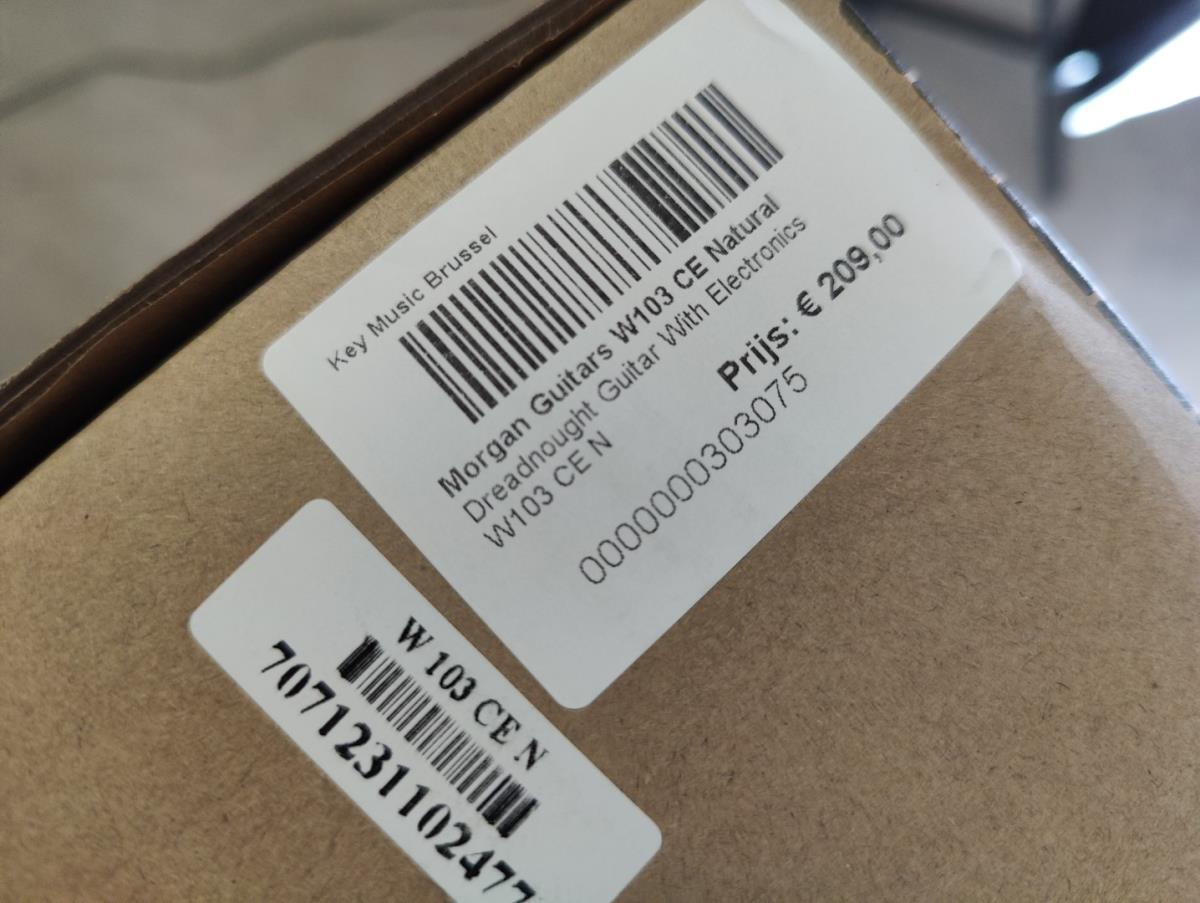 Key Music Brussel
Morgan Guitars W103 CE Natural
Dreadnought Guitar With Electronics
W103 CE N
Prijs: € 209,00
000000303075
W 103 CE N
7071231102477